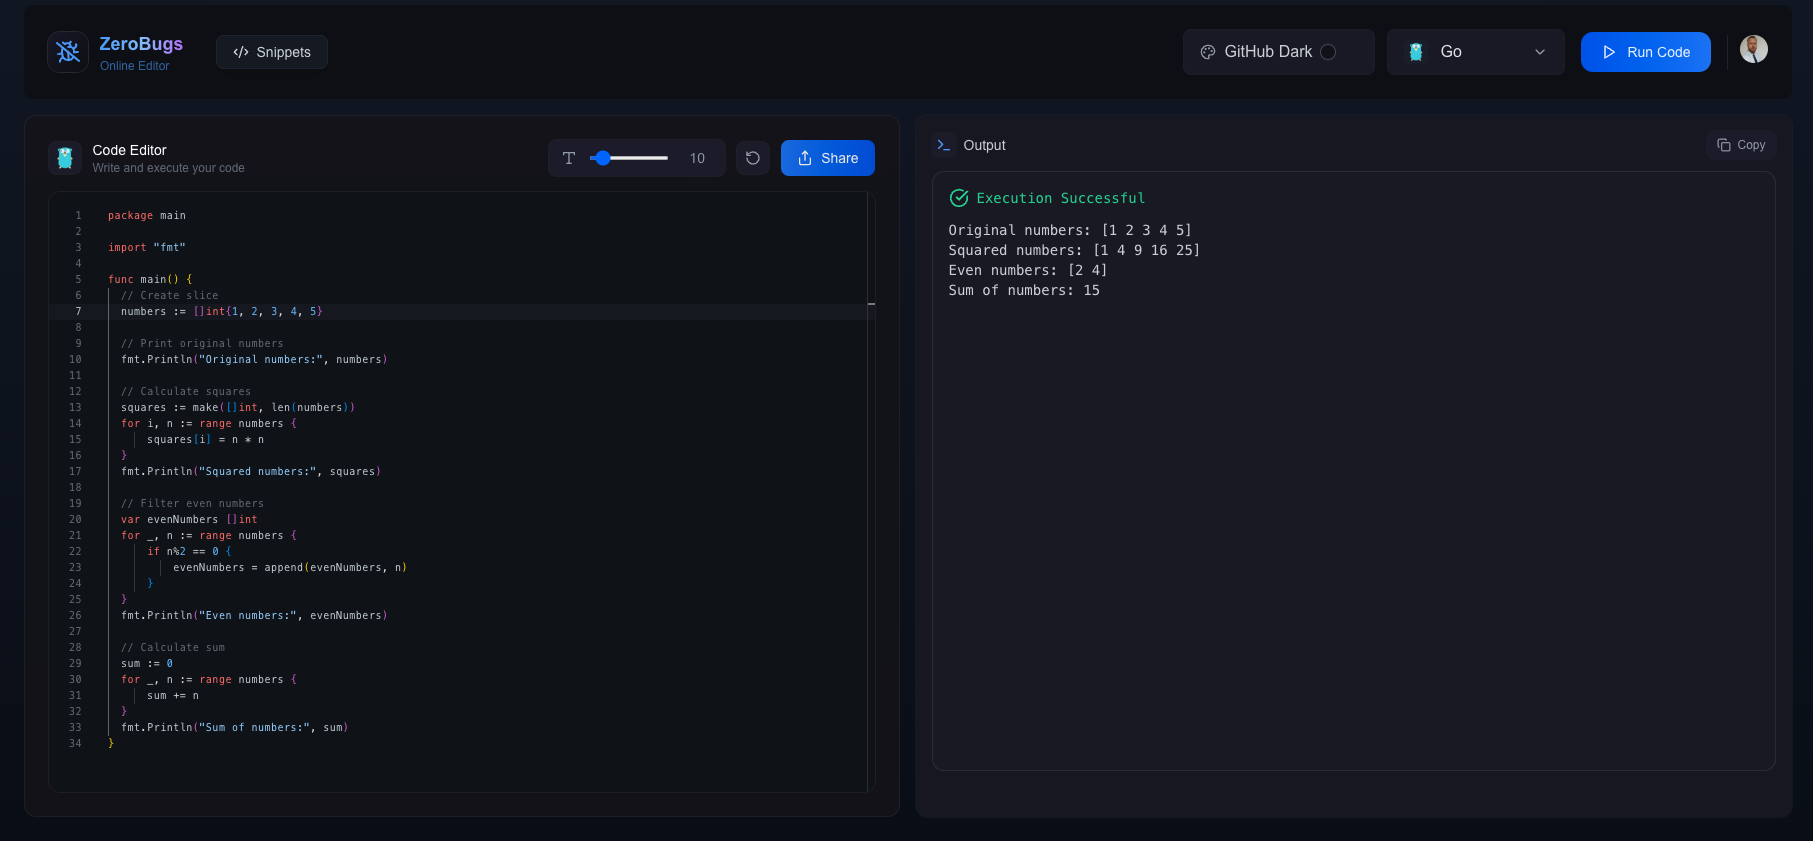 ZeroBugs
Online Editor
</> Snippets
GitHub Dark
Go
Run Code
Code Editor
Write and execute your code
10
Share
1 package main
2
3 import "fmt"
4
5 func main() {
6 // Create slice
7 numbers := []int{1, 2, 3, 4, 5}
8
9 // Print original numbers
10 fmt.Println("Original numbers:", numbers)
11
12 // Calculate squares
13 squares := make([]int, len(numbers))
14 for i, n := range numbers {
15 squares[i] = n * n
16 }
17 fmt.Println("Squared numbers:", squares)
18
19 // Filter even numbers
20 var evenNumbers []int
21 for _, n := range numbers {
22 if n%2 == 0 {
23 evenNumbers = append(evenNumbers, n)
24 }
25 }
26 fmt.Println("Even numbers:", evenNumbers)
27
28 // Calculate sum
29 sum := 0
30 for _, n := range numbers {
31 sum += n
32 }
33 fmt.Println("Sum of numbers:", sum)
34 }
Output
Copy
Execution Successful
Original numbers: [1 2 3 4 5]
Squared numbers: [1 4 9 16 25]
Even numbers: [2 4]
Sum of numbers: 15